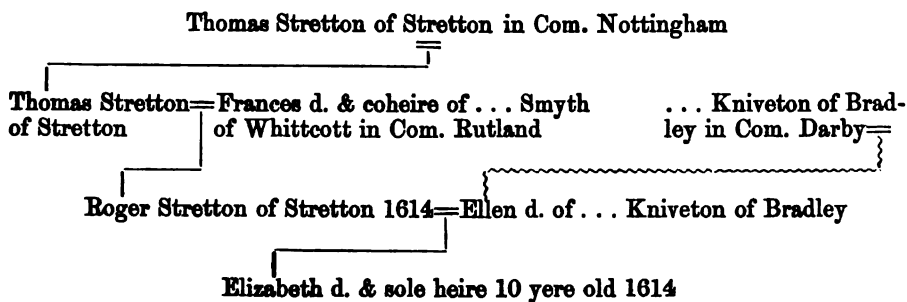 Thomas Stretton of Stretton in Com. Nottingham
=
Thomas Stretton=Frances d. & coheire of . . . Smyth
of Stretton
of Whittcott in Com. Rutland
. . . Kniveton of Brad-
ley in Com. Darby=
Roger Stretton of Stretton 1614=Ellen d. of . . . Kniveton of Bradley
Elizabeth d. & sole heire 10 yere old 1614